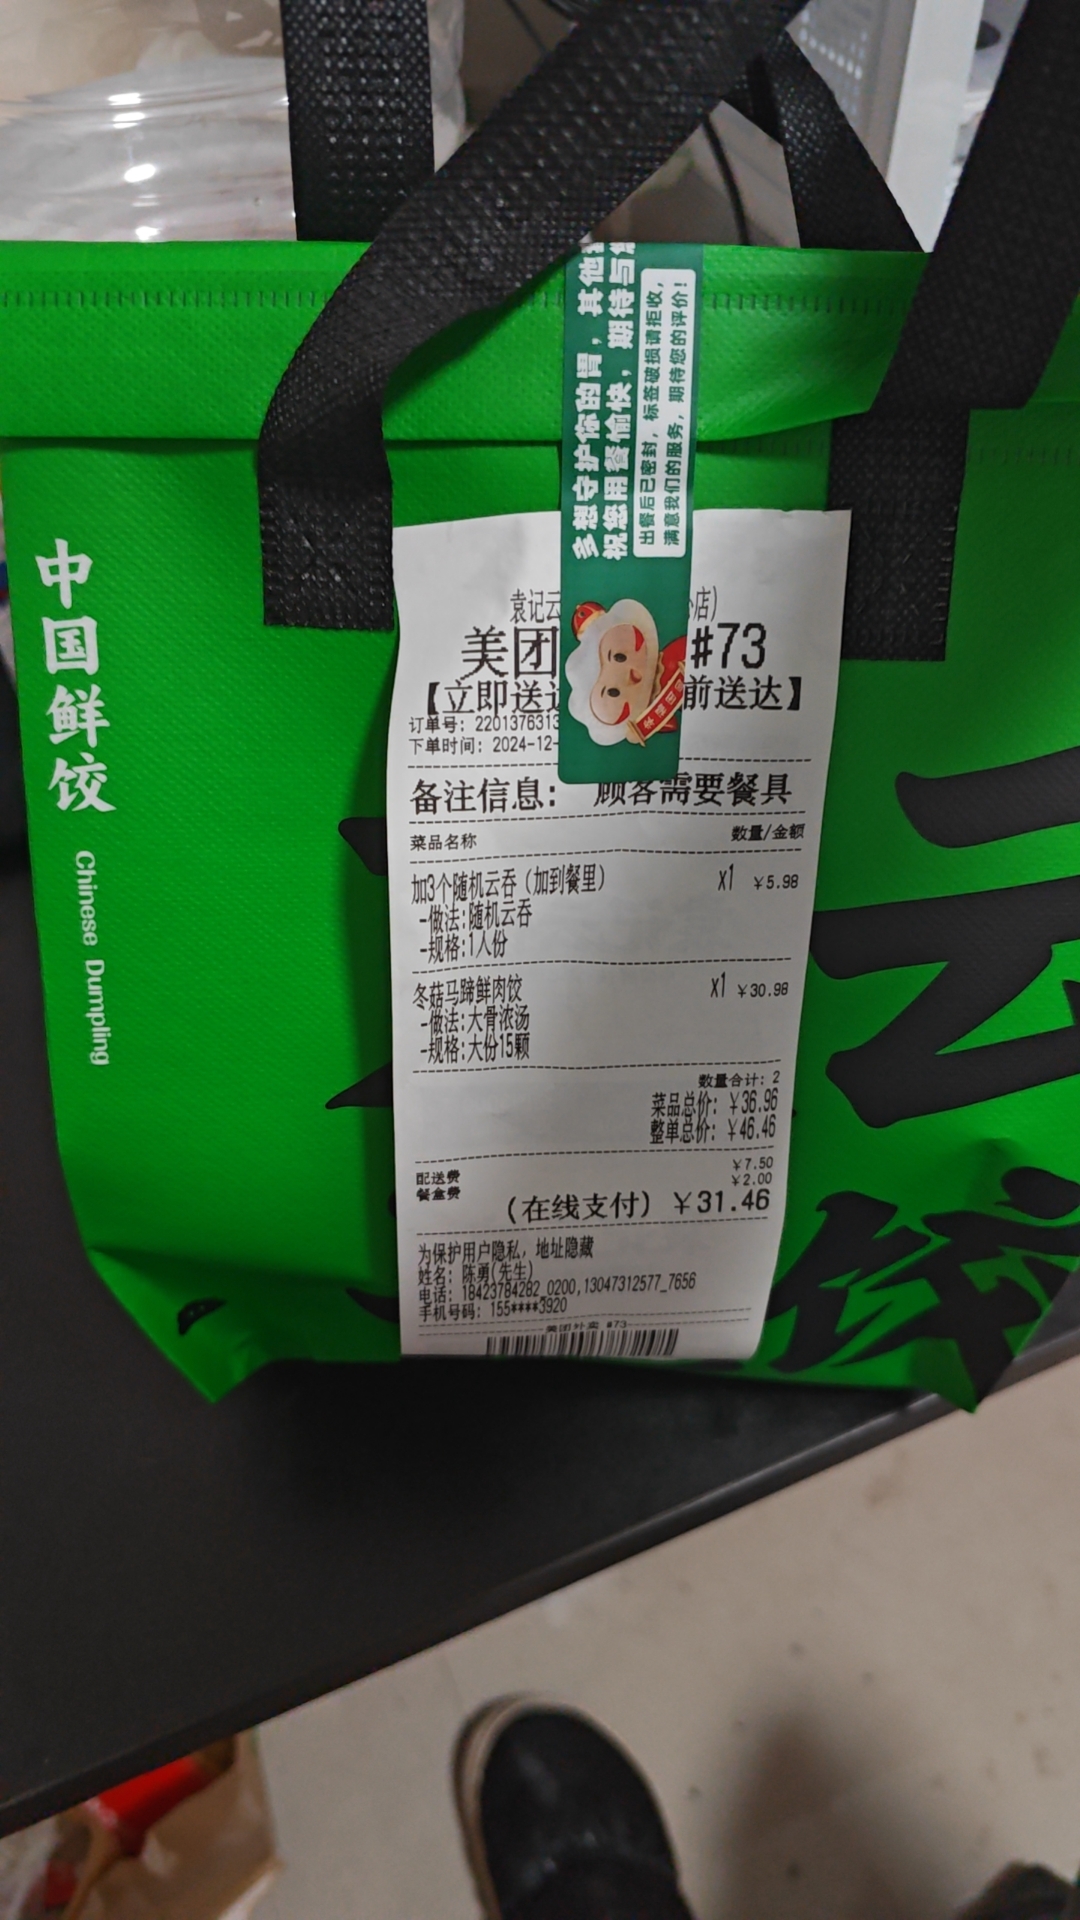 多想守护你的胃，其他
祝您用餐愉快，期待与
出餐后已密封，标签破损请拒收，
满意我们的服务，期待您的评价！
中国鲜饺
Chinese Dumpling
云
饺
袁记云 店）
美团 #73
【立即送达 前送达】
订单号: 2201376313
下单时间: 2024-12-
备注信息: 顾客需要餐具
菜品名称 数量/金额
加3个随机云吞（加到餐里） x1 ￥5.98
-做法:随机云吞
-规格:1人份
冬菇马蹄鲜肉饺 x1 ￥30.98
-做法:大骨浓汤
-规格:大份15颗
数量合计: 2
菜品总价: ￥36.96
整单总价: ￥46.46
配送费 ￥7.50
餐盒费 ￥2.00
(在线支付) ￥31.46
为保护用户隐私，地址隐藏
姓名: 陈勇(先生)
电话: 18423784282_0200,13047312577_7656
手机号码: 155****3920
美团外卖 #73